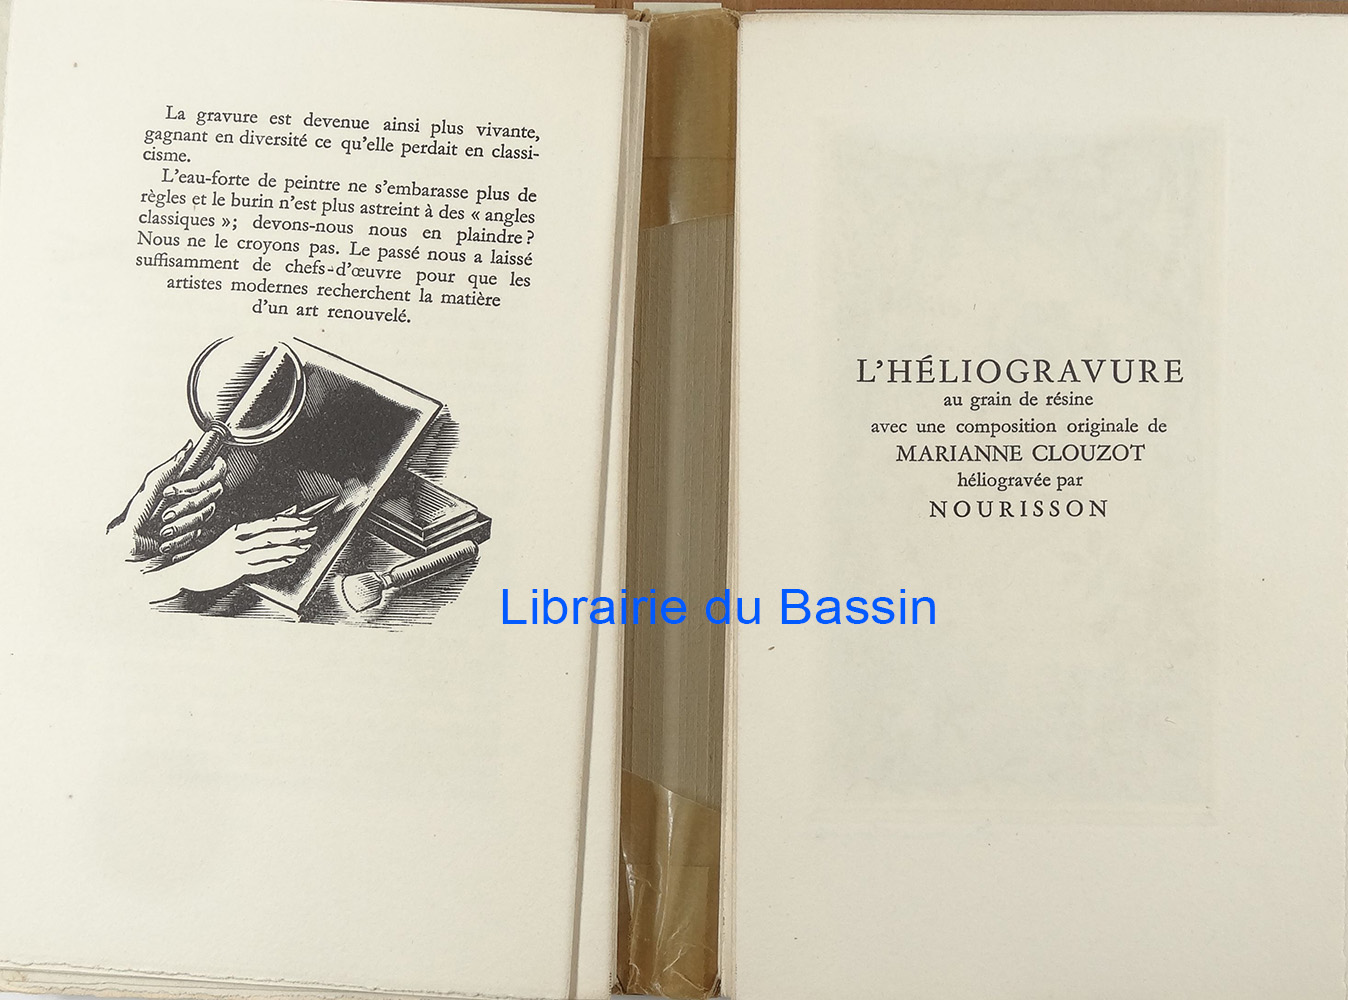 La gravure est devenue ainsi plus vivante,
gagnant en diversité ce qu'elle perdait en classi-
cisme.
L'eau-forte de peintre ne s'embarasse plus de
règles et le burin n'est plus astreint à des « angles
classiques »; devons-nous nous en plaindre?
Nous ne le croyons pas. Le passé nous a laissé
suffisamment de chefs-d'œuvre pour que les
artistes modernes recherchent la matière
d'un art renouvelé.
L'HÉLIOGRAVURE
au grain de résine
avec une composition originale de
MARIANNE CLOUZOT
héliogravée par
NOURISSON
Librairie du Bassin